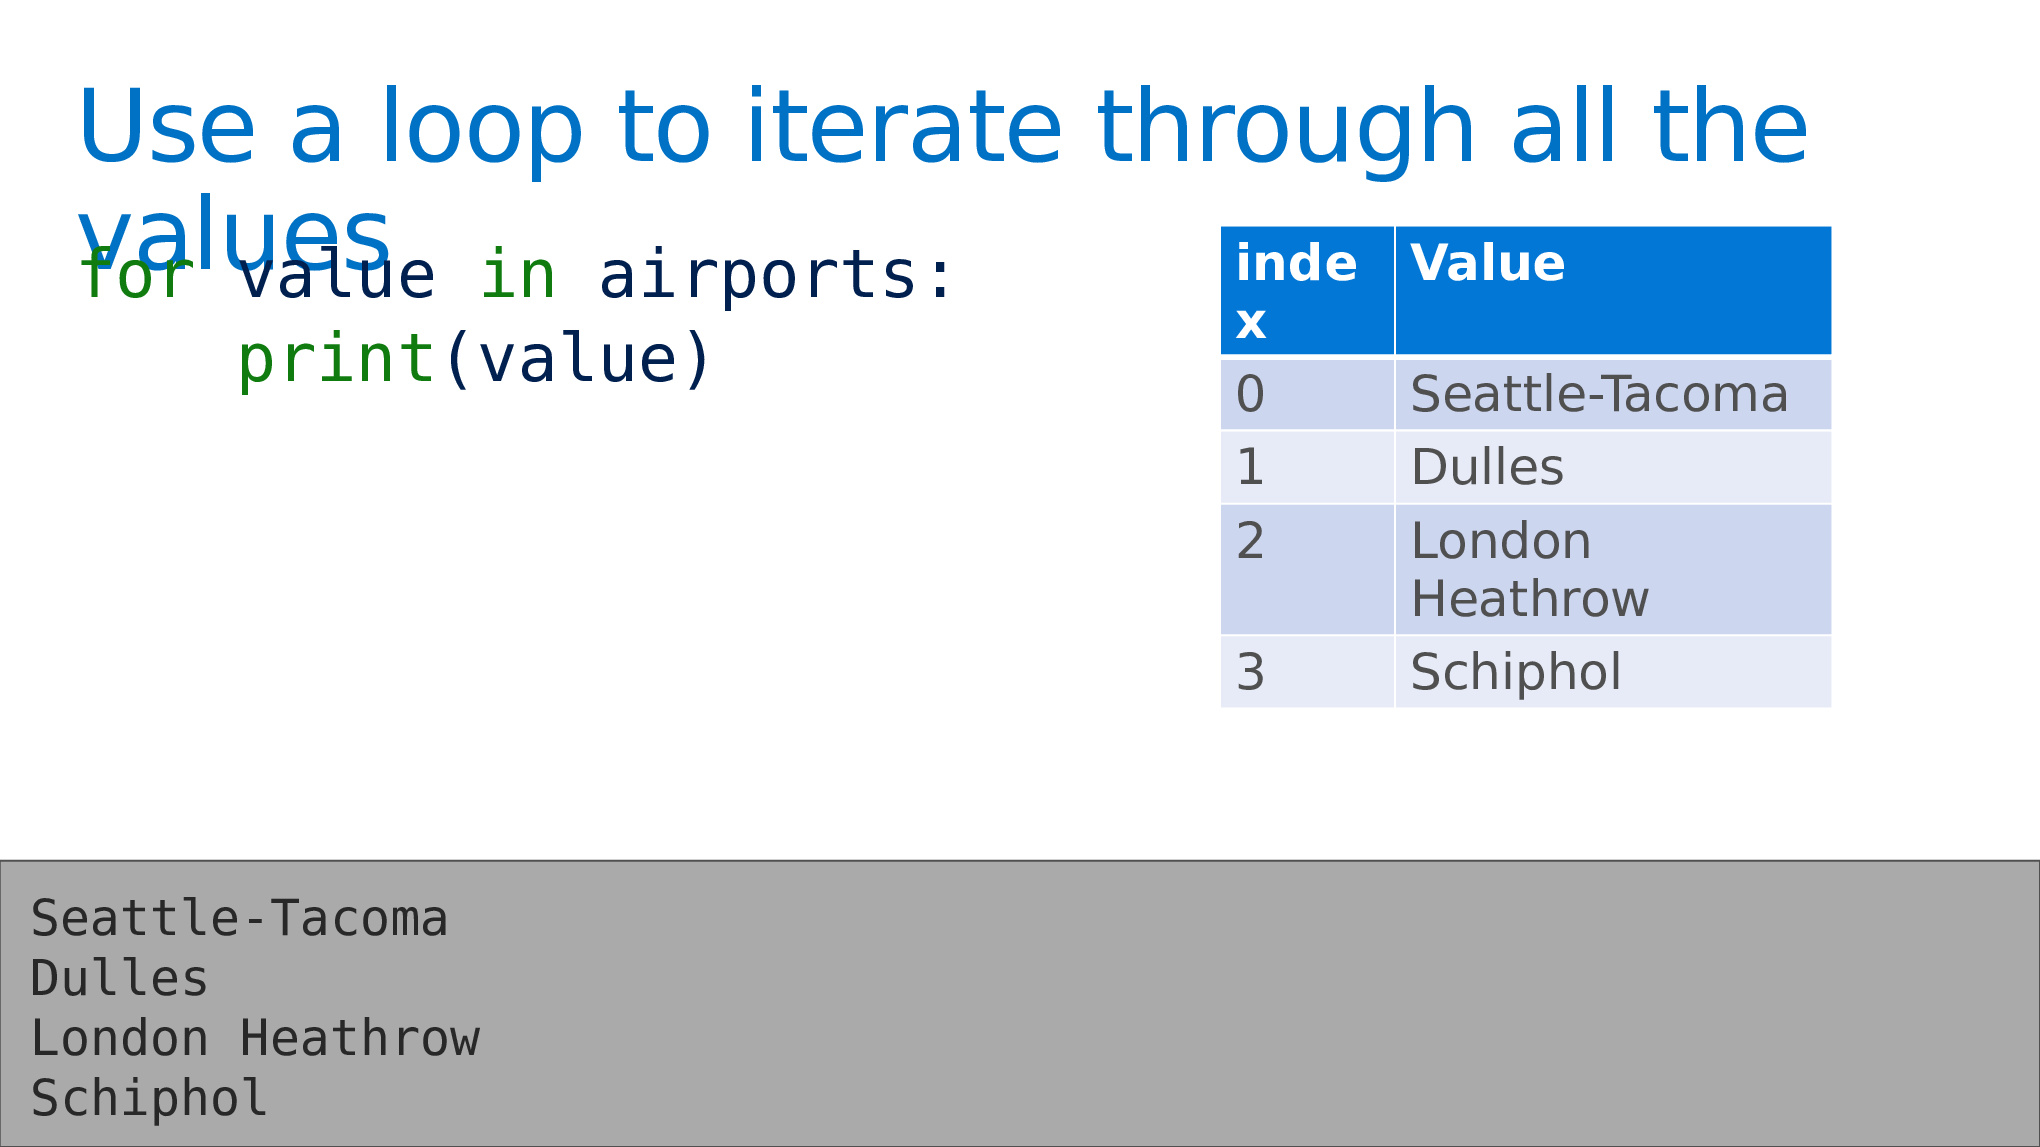 Use a loop to iterate through all the
values
for value in airports:
    print(value)
inde
x
Value
0 Seattle-Tacoma
1 Dulles
2 London
Heathrow
3 Schiphol
Seattle-Tacoma
Dulles
London Heathrow
Schiphol